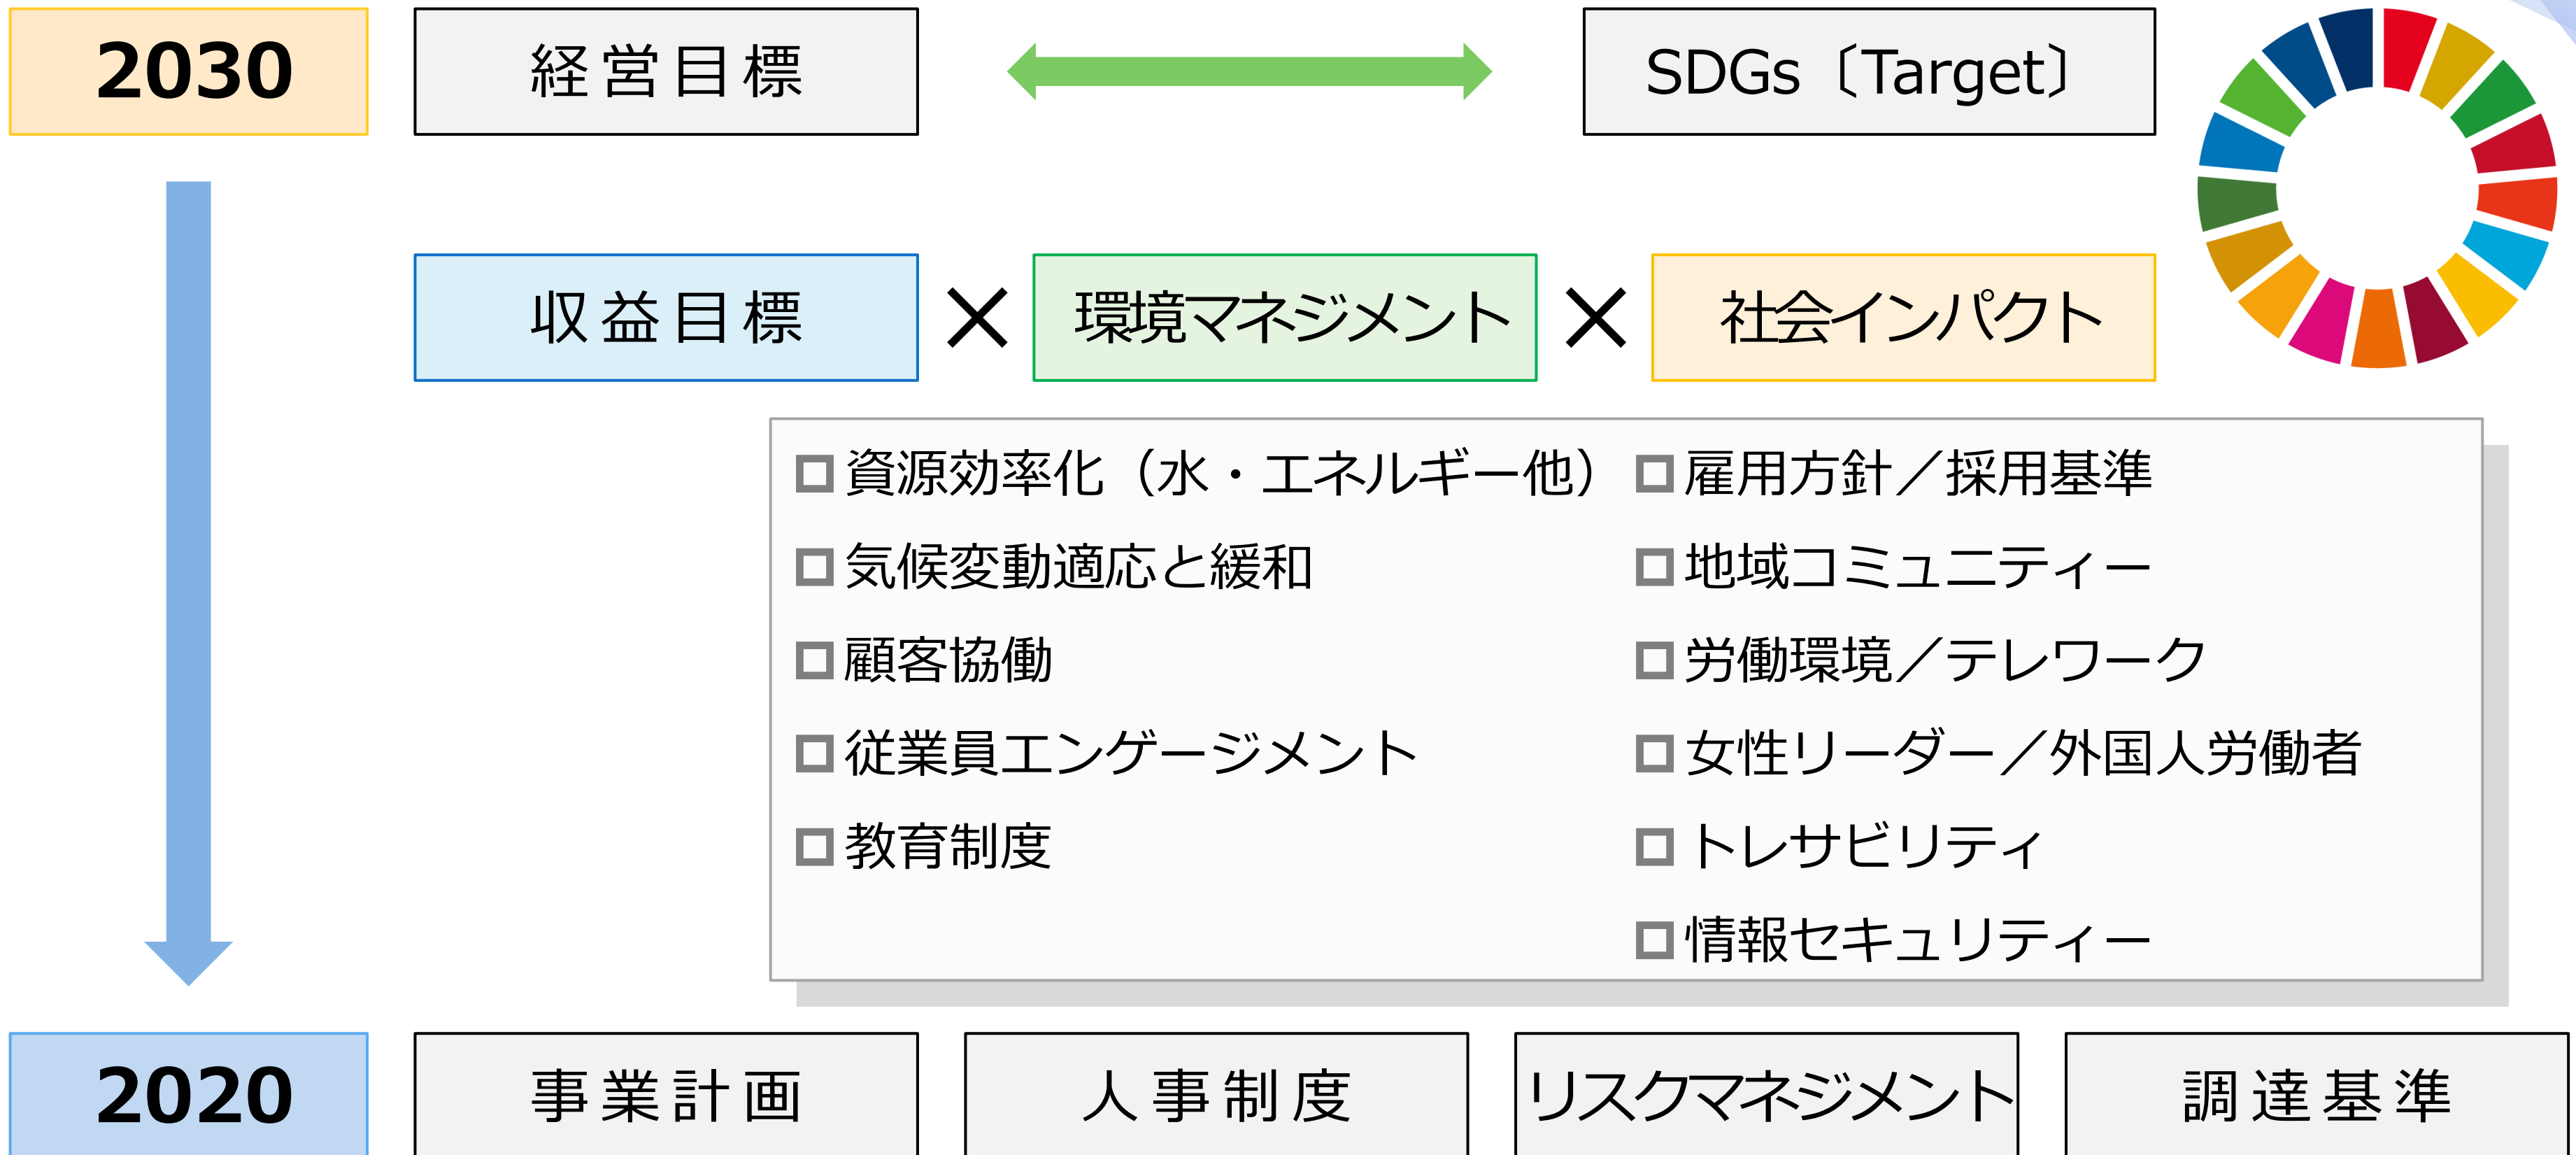 2030
経営目標
SDGs〔Target〕
収益目標
×
環境マネジメント
×
社会インパクト
□資源効率化（水・エネルギー他）
□気候変動適応と緩和
□顧客協働
□従業員エンゲージメント
□教育制度
□雇用方針／採用基準
□地域コミュニティー
□労働環境／テレワーク
□女性リーダー／外国人労働者
□トレサビリティ
□情報セキュリティー
2020
事業計画
人事制度
リスクマネジメント
調達基準